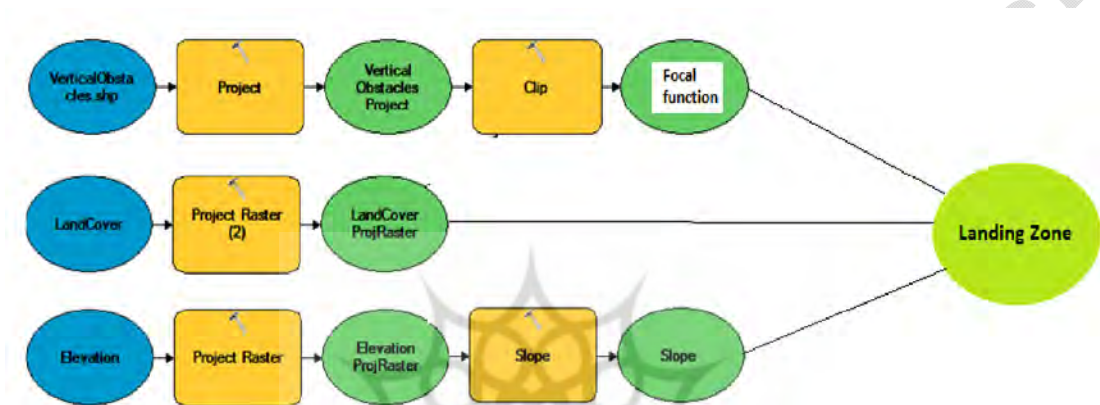 VerticalObsta
cles.shp
Project
Vertical
Obstacles
Project
Clip
Focal
function
LandCover
Project Raster
(2)
LandCover
ProjRaster
Landing Zone
Elevation
Project Raster
Elevation
ProjRaster
Slope
Slope